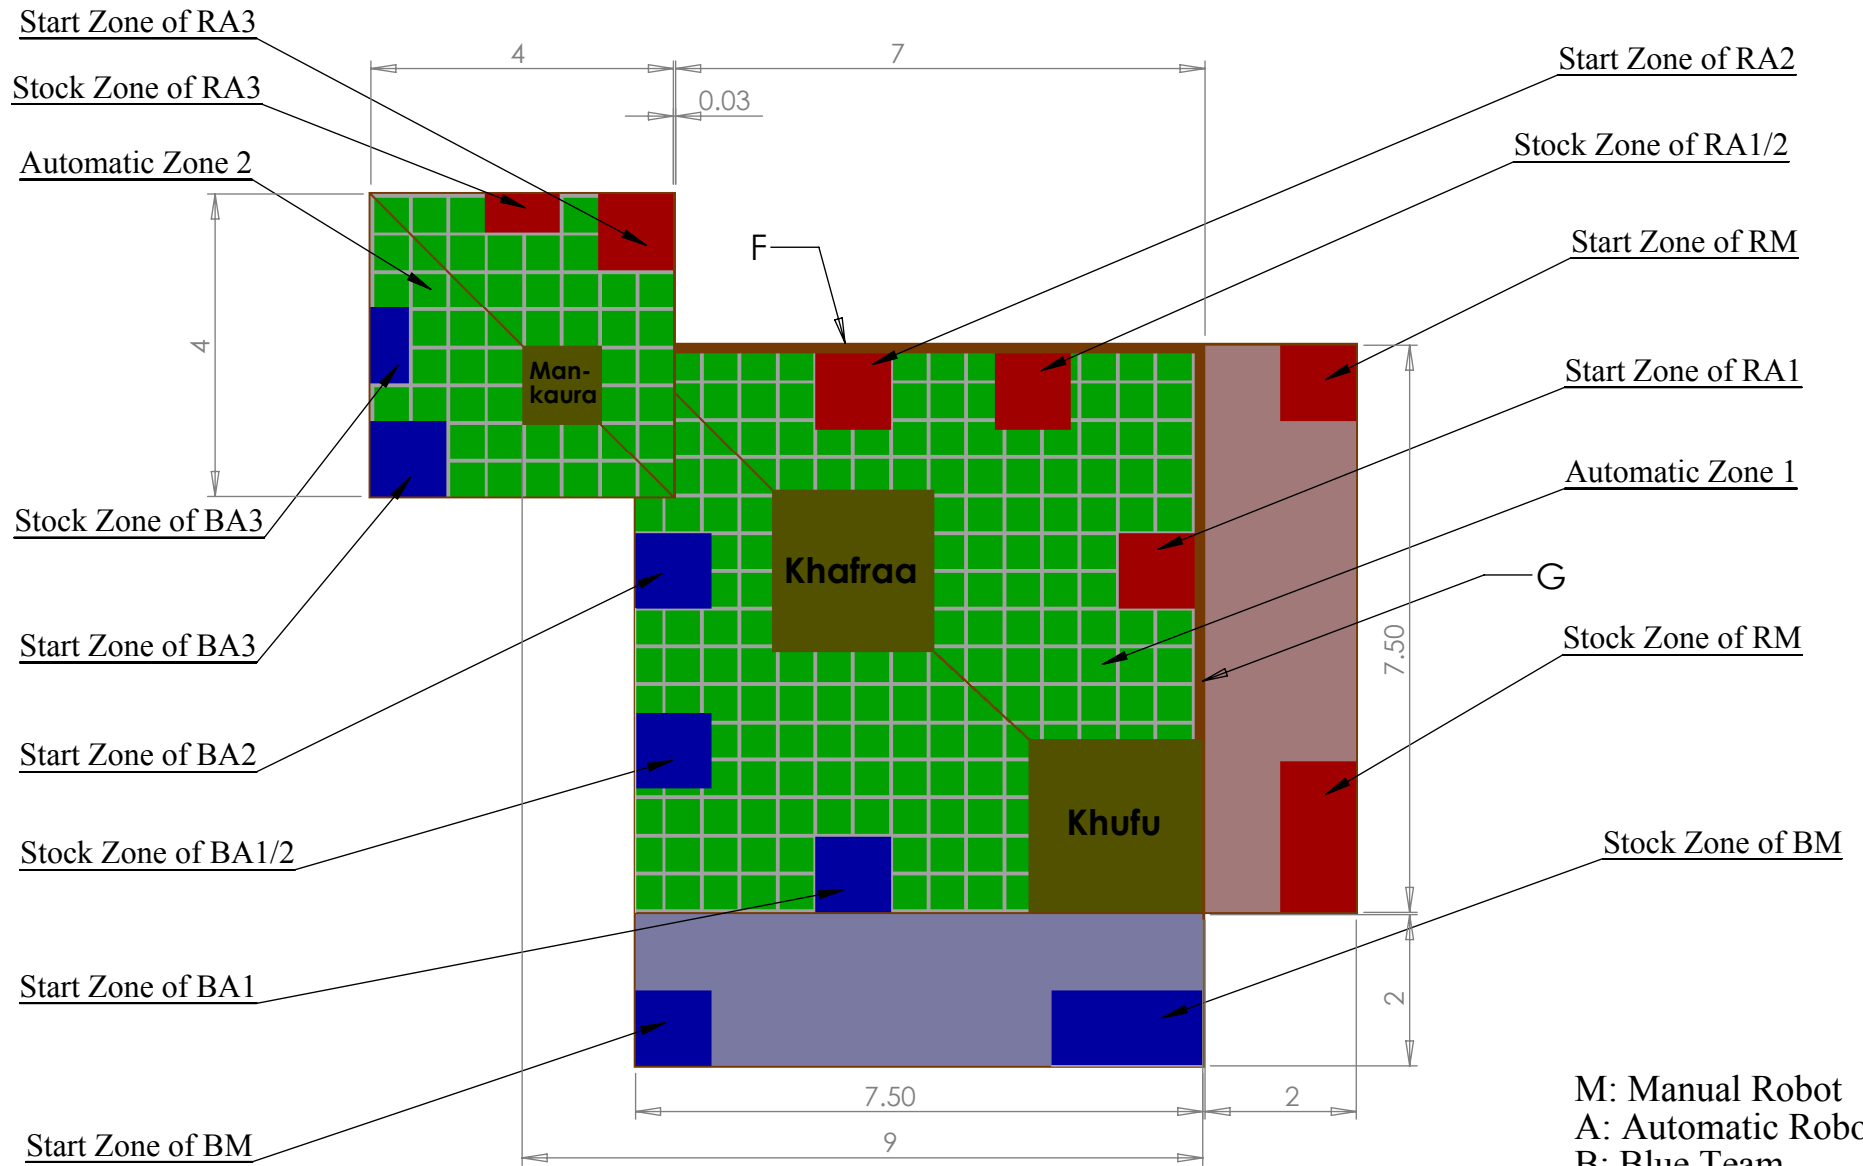 Start Zone of RA3
4
7
Start Zone of RA2
Stock Zone of RA3
0.03
Stock Zone of RA1/2
Automatic Zone 2
F
Start Zone of RM
4
Man-
kaura
Start Zone of RA1
Automatic Zone 1
Stock Zone of BA3
Khafraa
G
Start Zone of BA3
7.50
Stock Zone of RM
Start Zone of BA2
Khufu
Stock Zone of BA1/2
Stock Zone of BM
Start Zone of BA1
2
7.50
2
Start Zone of BM
9
M: Manual Robot
A: Automatic Robo
B: Blue Team